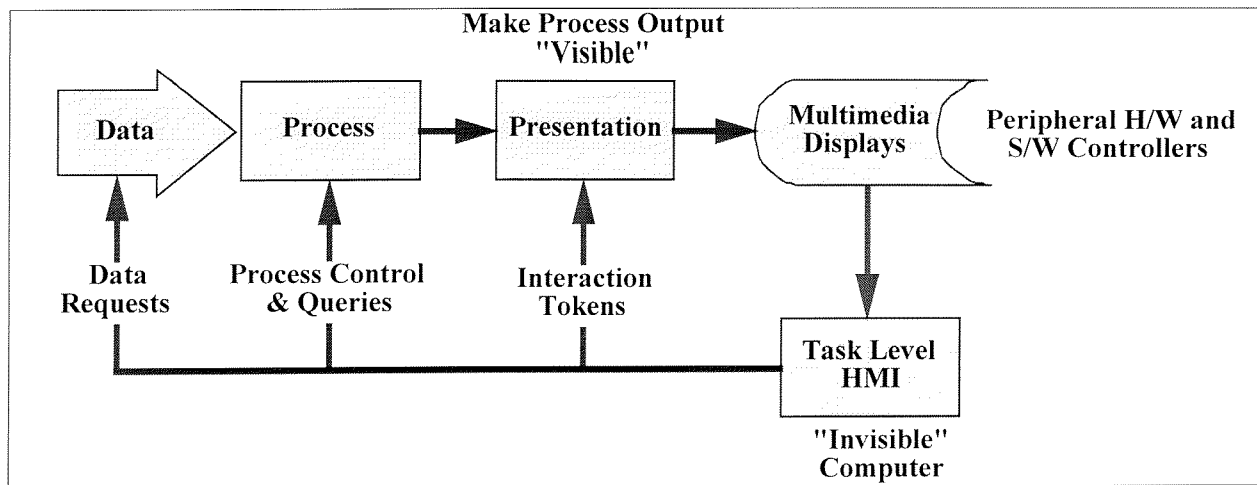 Make Process Output
"Visible"
Data
Process
Presentation
Multimedia
Displays
Peripheral H/W and
S/W Controllers
Data
Requests
Process Control
& Queries
Interaction
Tokens
Task Level
HMI
"Invisible"
Computer